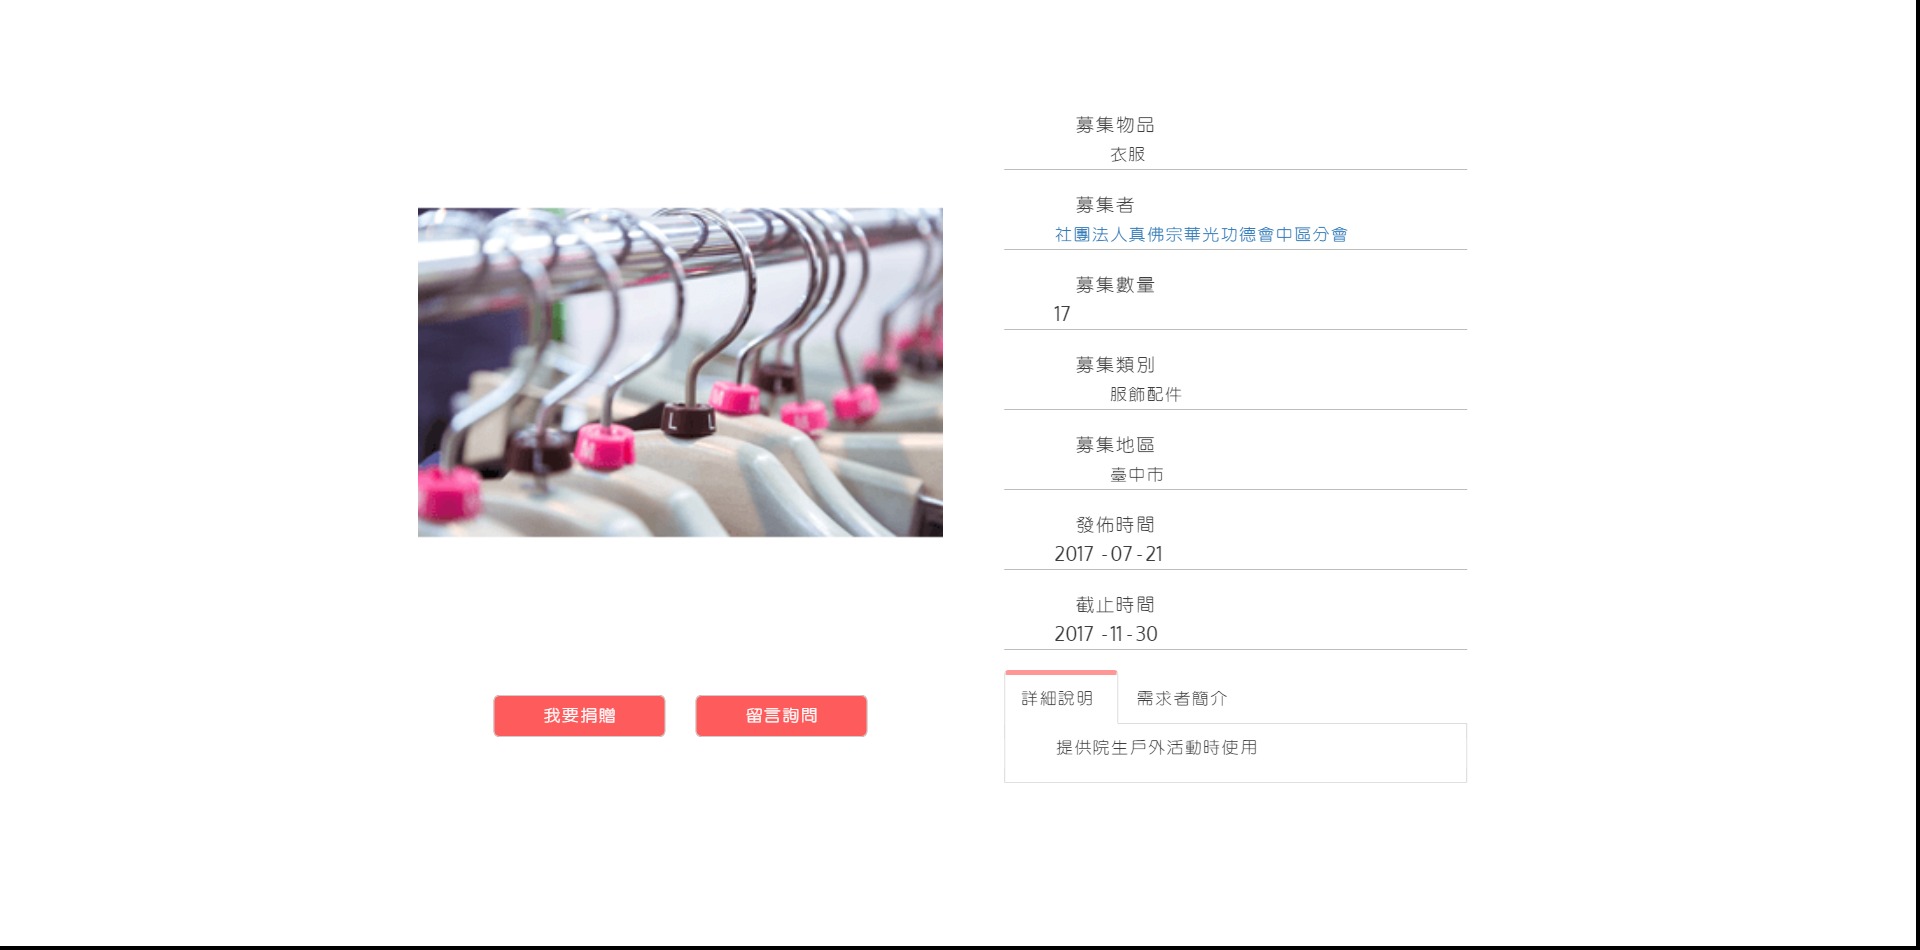 募集物品
衣服
募集者
社團法人真佛宗華光功德會中區分會
募集數量
17
募集類別
服飾配件
募集地區
臺中市
發佈時間
2017 -07-21
截止時間
2017 -11-30
詳細說明 需求者簡介
提供院生戶外活動時使用
我要捐贈 留言詢問
M
L L
M
M